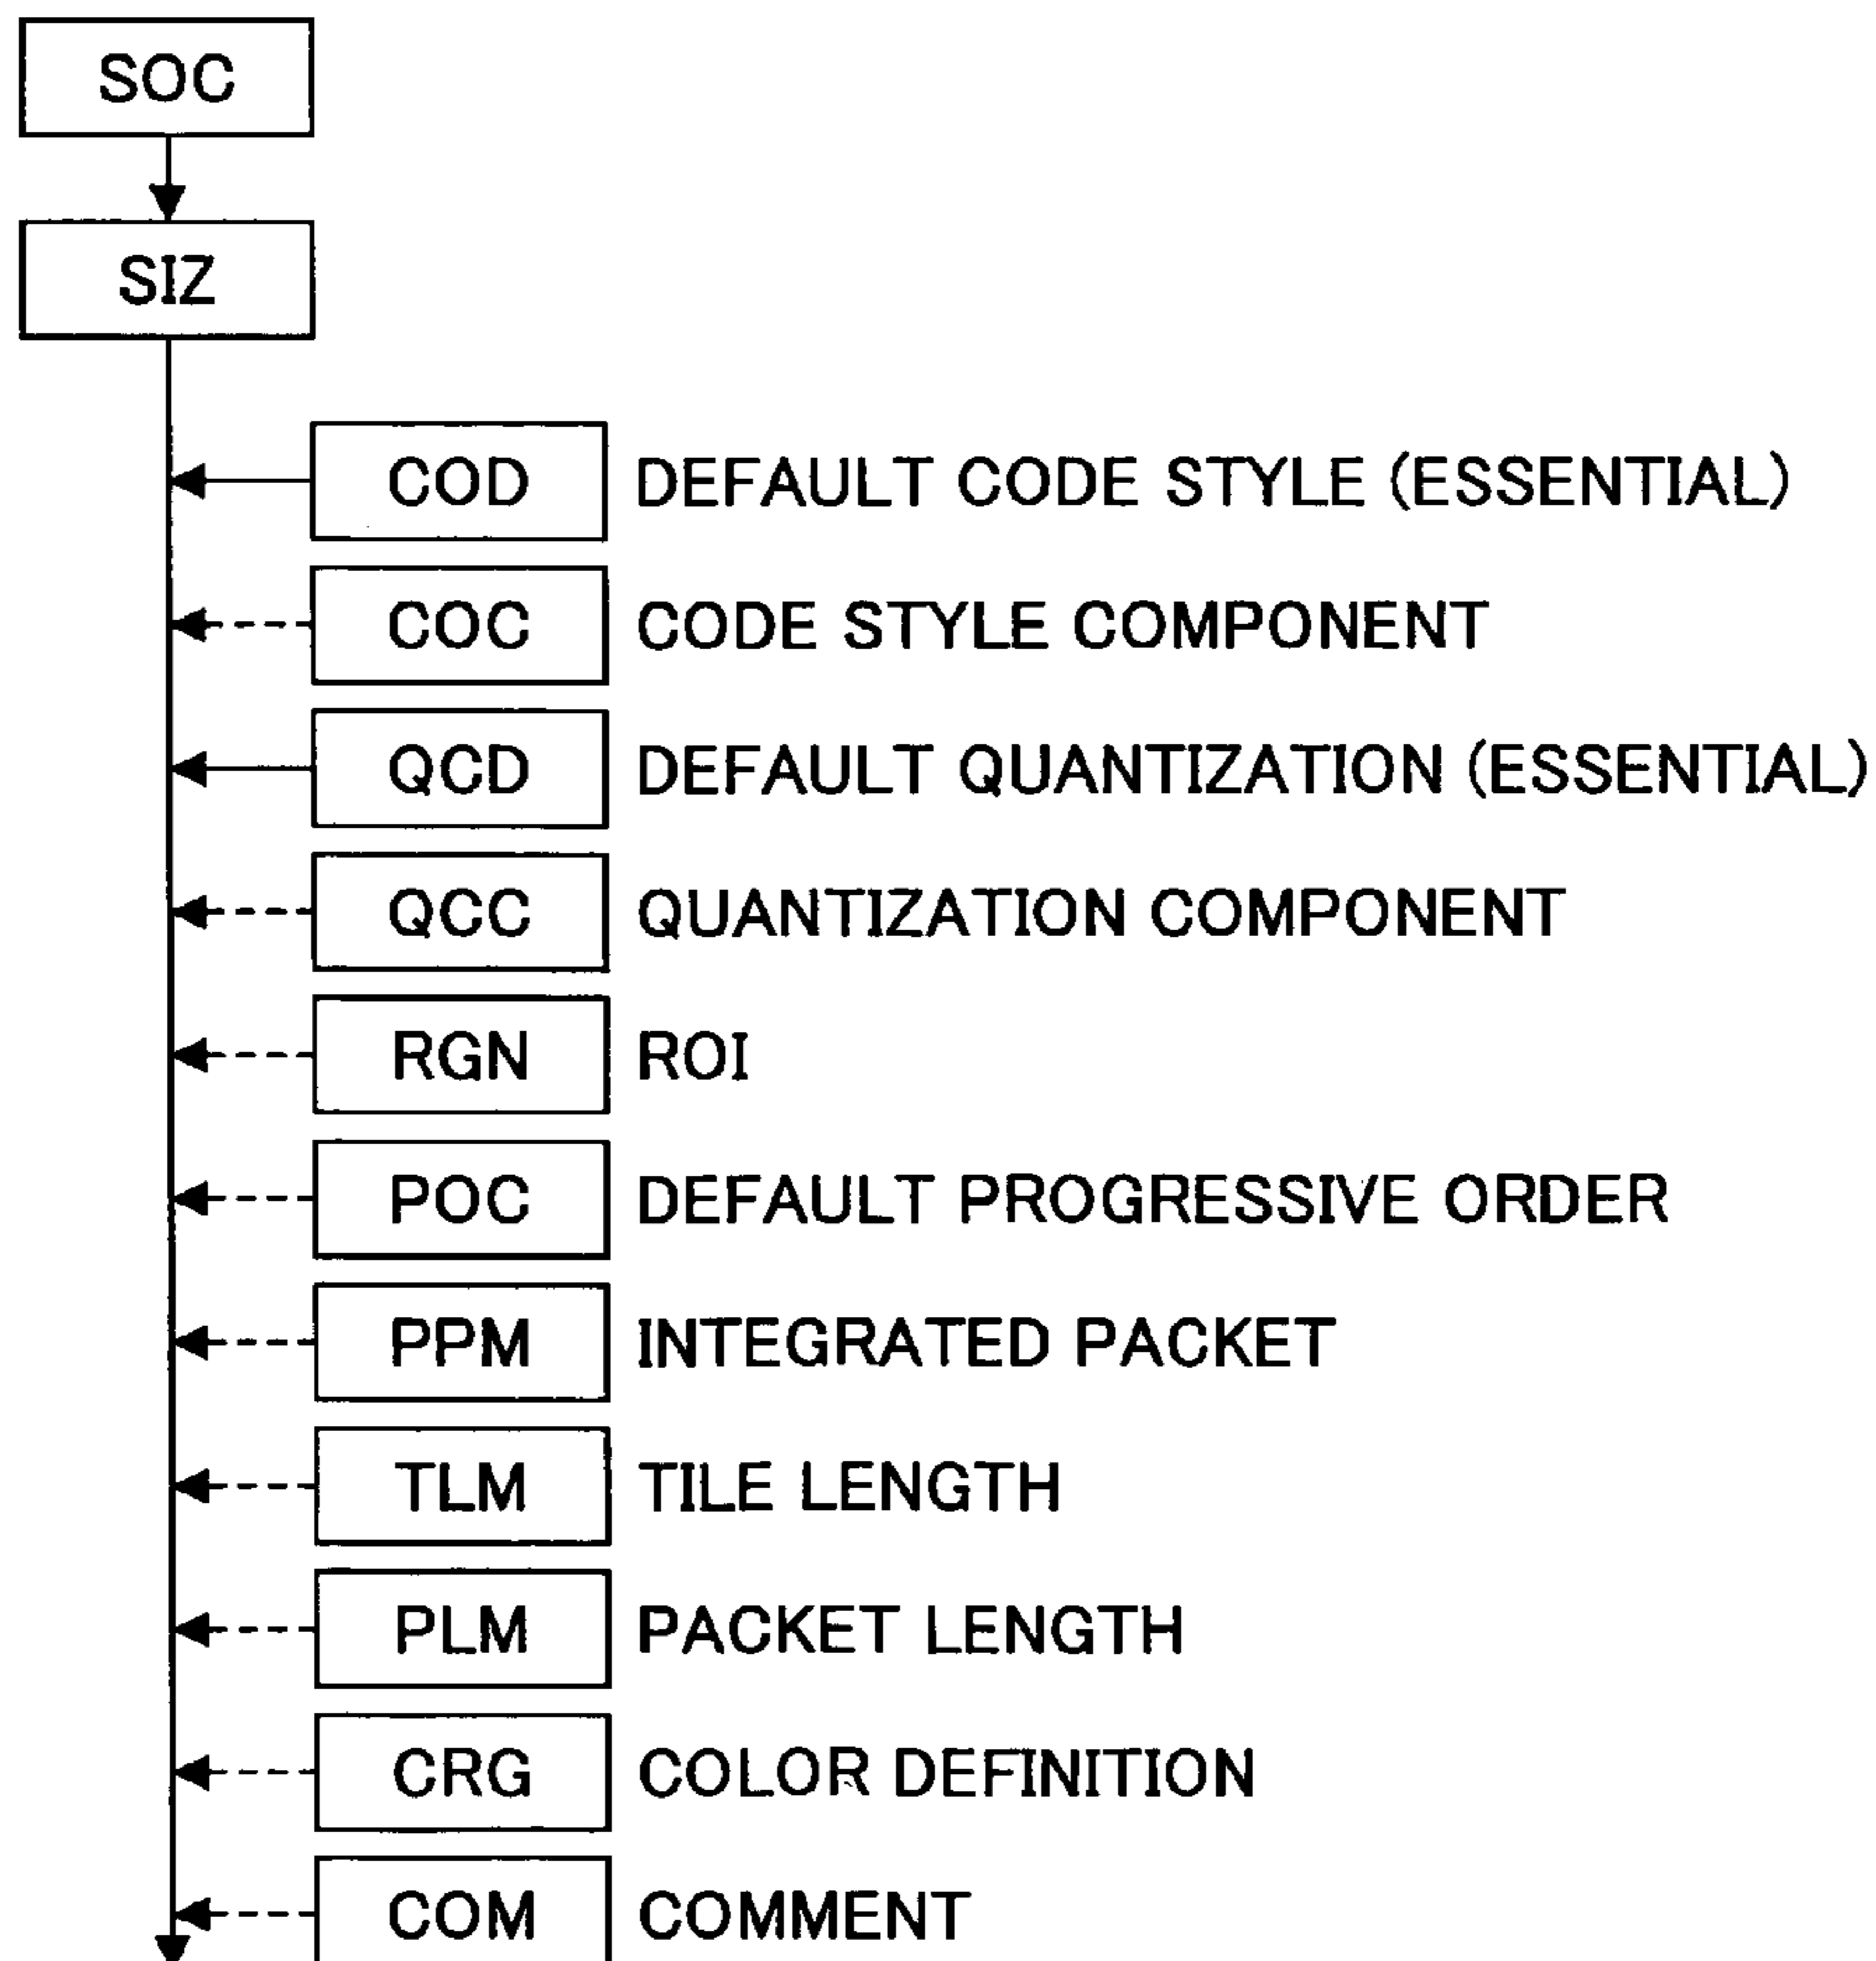 SOC
SIZ
COD DEFAULT CODE STYLE (ESSENTIAL)
COC CODE STYLE COMPONENT
QCD DEFAULT QUANTIZATION (ESSENTIAL)
QCC QUANTIZATION COMPONENT
RGN ROI
POC DEFAULT PROGRESSIVE ORDER
PPM INTEGRATED PACKET
TLM TILE LENGTH
PLM PACKET LENGTH
CRG COLOR DEFINITION
COM COMMENT